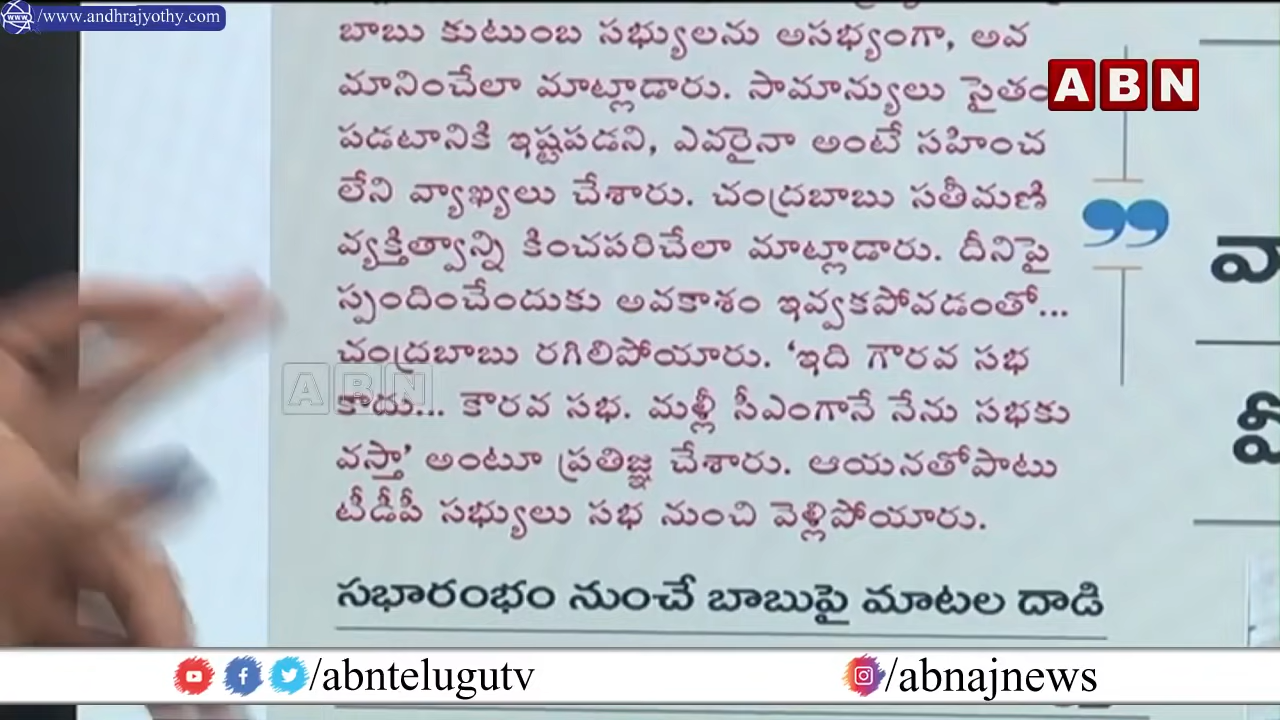 www.andhrajyothy.com
బాబు కుటుంబ సభ్యులను అసభ్యంగా, అవ
మానించేలా మాట్లాడారు. సామాన్యులు సైతం
ABN
పడటానికి ఇష్టపడని, ఎవరైనా అంటే సహించ
లేని వ్యాఖ్యలు చేశారు. చంద్రబాబు సతీమణి
వ్యక్తిత్వాన్ని కించపరిచేలా మాట్లాడారు. దీనిపై
స్పందించేందుకు అవకాశం ఇవ్వకపోవడంతో...
చంద్రబాబు రగిలిపోయారు. ‘ఇది గౌరవ సభ
ABN
కాదు... కౌరవ సభ. మళ్లీ సీఎంగానే నేను సభకు
వస్తా’ అంటూ ప్రతిజ్ఞ చేశారు. ఆయనతోపాటు
టీడీపీ సభ్యులు సభ నుంచి వెళ్లిపోయారు.
సభారంభం నుంచే బాబుపై మాటల దాడి
/abntelugutv
/abnajnews